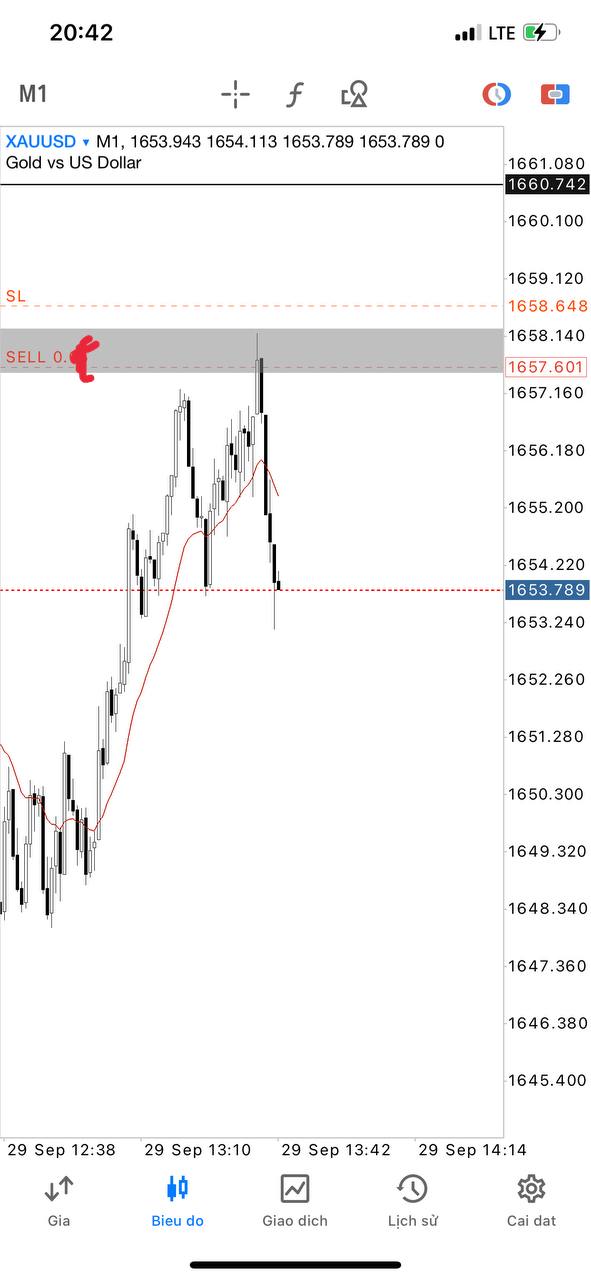 20:42
LTE
M1
XAUUSD M1, 1653.943 1654.113 1653.789 1653.789 0
Gold vs US Dollar
1661.080
1660.742
1660.100
1659.120
SL
1658.648
1658.140
SELL 0.
1657.601
1657.160
1656.180
1655.200
1654.220
1653.789
1653.240
1652.260
1651.280
1650.300
1649.320
1648.340
1647.360
1646.380
1645.400
29 Sep 12:38 29 Sep 13:10 29 Sep 13:42 29 Sep 14:14
Gia Bieu do Giao dich Lịch sử Cai dat